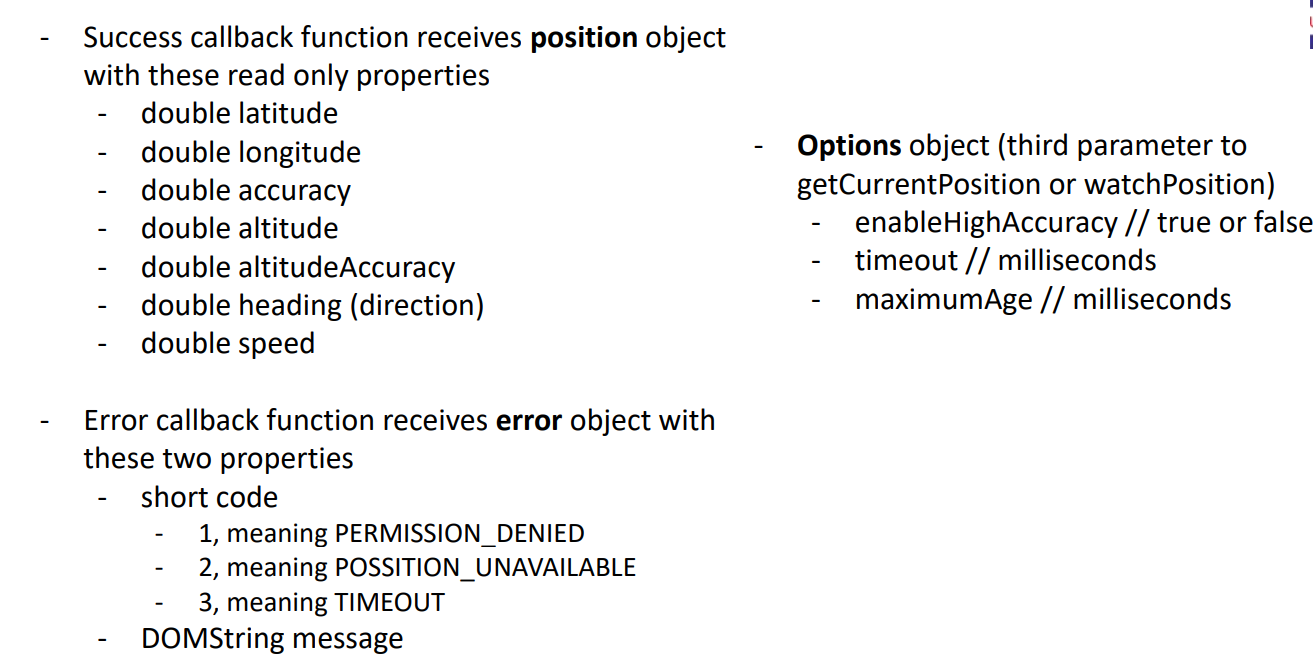 - Success callback function receives position object
with these read only properties
- double latitude
- double longitude
- double accuracy
- double altitude
- double altitudeAccuracy
- double heading (direction)
- double speed
- Error callback function receives error object with
these two properties
- short code
- 1, meaning PERMISSION_DENIED
- 2, meaning POSSITION_UNAVAILABLE
- 3, meaning TIMEOUT
- DOMString message
- Options object (third parameter to
getCurrentPosition or watchPosition)
- enableHighAccuracy // true or false
- timeout // milliseconds
- maximumAge // milliseconds